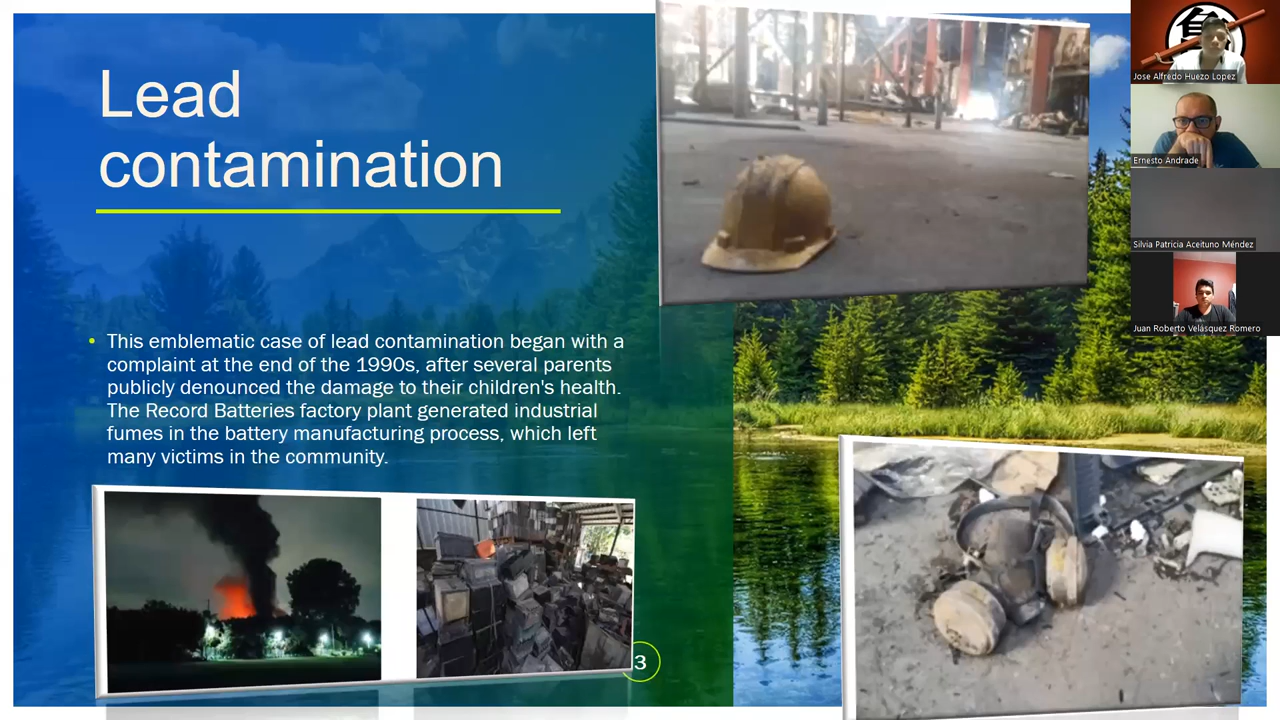 Lead
contamination
• This emblematic case of lead contamination began with a
complaint at the end of the 1990s, after several parents
publicly denounced the damage to their children's health.
The Record Batteries factory plant generated industrial
fumes in the battery manufacturing process, which left
many victims in the community.
3
Jose Alfredo Huezo Lopez
Ernesto Andrade
Silvia Patricia Aceituno Méndez
Juan Roberto Velásquez Romero